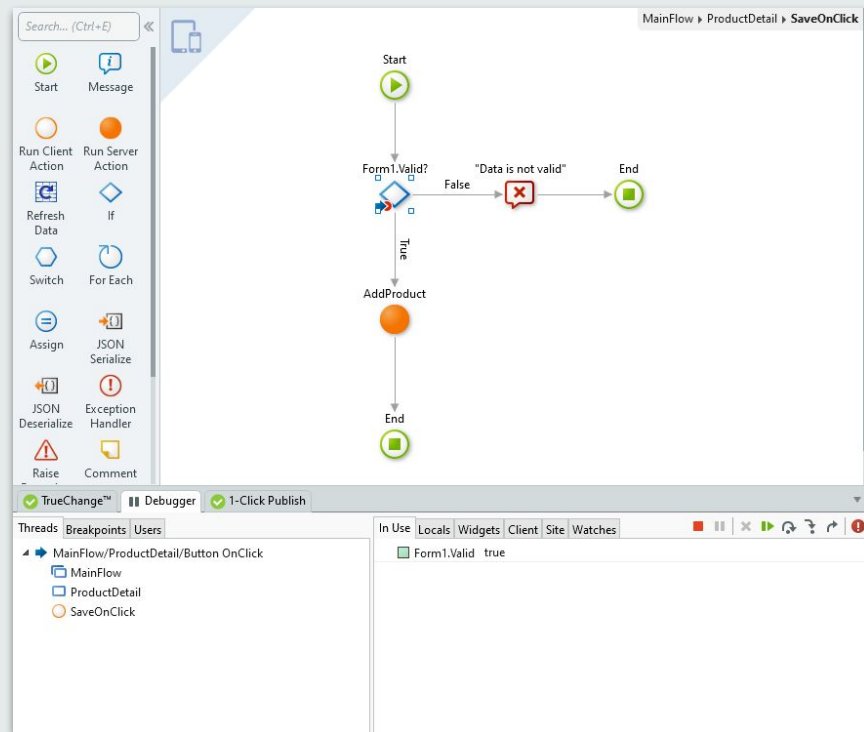 Search... (Ctrl+E)
MainFlow ProductDetail SaveOnClick
Start
Message
Run Client Action
Run Server Action
Refresh Data
If
Switch
For Each
Assign
JSON Serialize
JSON Deserialize
Exception Handler
Raise
Comment
Start
Form1.Valid?
False
"Data is not valid"
End
True
AddProduct
End
TrueChange™
Debugger
1-Click Publish
Threads
Breakpoints
Users
MainFlow/ProductDetail/Button OnClick
MainFlow
ProductDetail
SaveOnClick
In Use
Locals
Widgets
Client
Site
Watches
Form1.Valid true